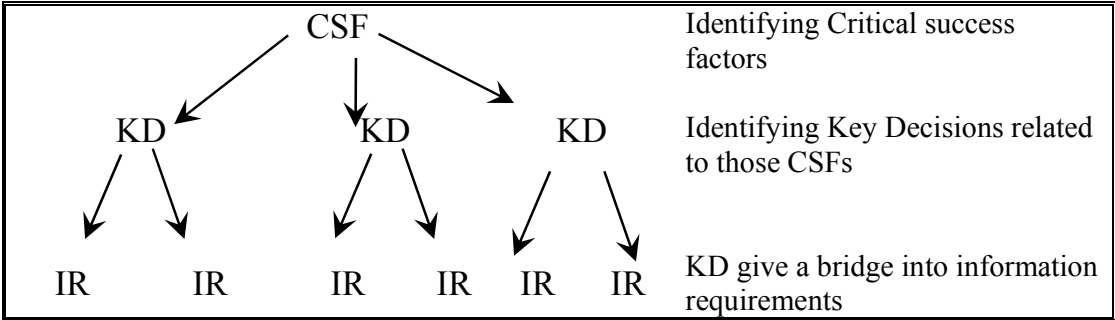 CSF
Identifying Critical success
factors
KD KD KD
Identifying Key Decisions related
to those CSFs
IR IR IR IR IR IR
KD give a bridge into information
requirements